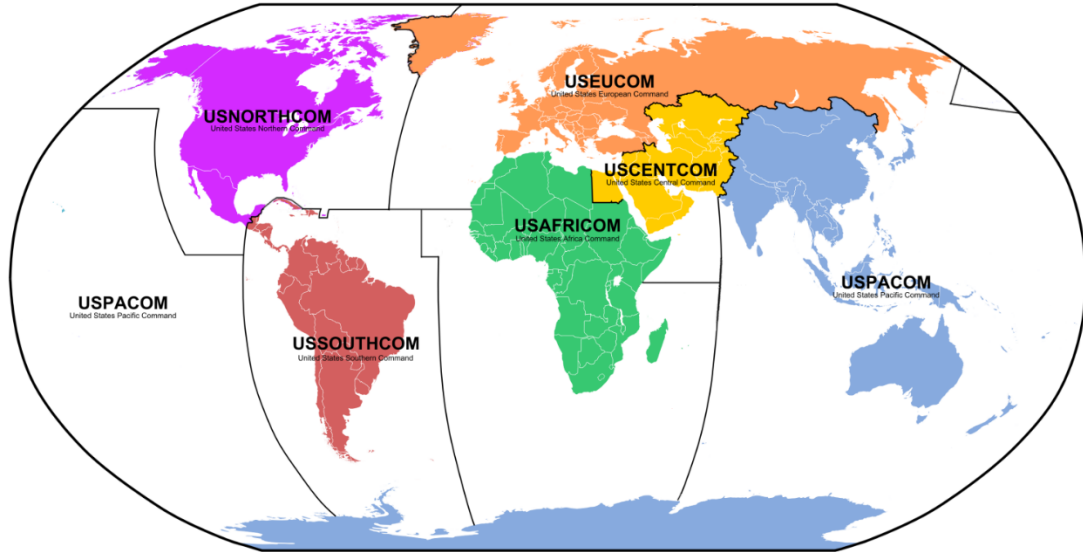 USEUCOM
United States European Command
USNORTHCOM
United States Northern Command
USCENTCOM
United States Central Command
USAFRICOM
United States Africa Command
USPACOM
United States Pacific Command
USPACOM
United States Pacific Command
USSOUTHCOM
United States Southern Command